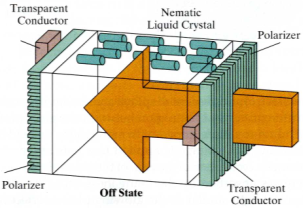 Transparent
Conductor
Nematic
Liquid Crystal
Polarizer
Polarizer
Off State
Transparent
Conductor